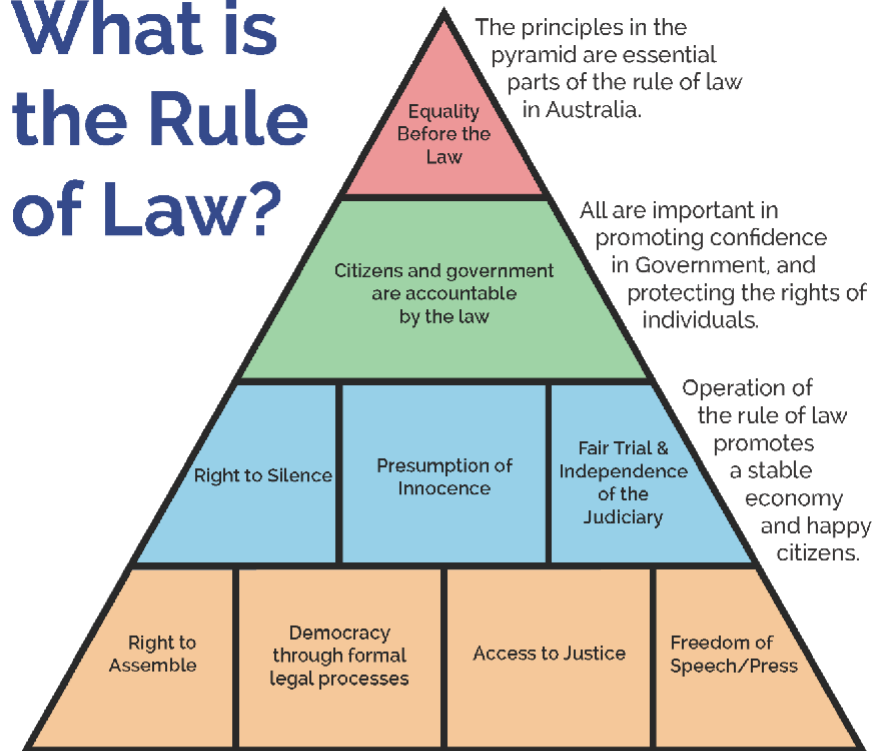 What is
the Rule
of Law?
The principles in the
pyramid are essential
parts of the rule of law
in Australia.
Equality
Before the
Law
All are important in
promoting confidence
in Government, and
protecting the rights of
individuals.
Citizens and government
are accountable
by the law
Operation of
the rule of law
promotes
a stable
economy
and happy
citizens.
Right to Silence
Presumption of
Innocence
Fair Trial &
Independence
of the
Judiciary
Right to
Assemble
Democracy
through formal
legal processes
Access to Justice
Freedom of
Speech/Press